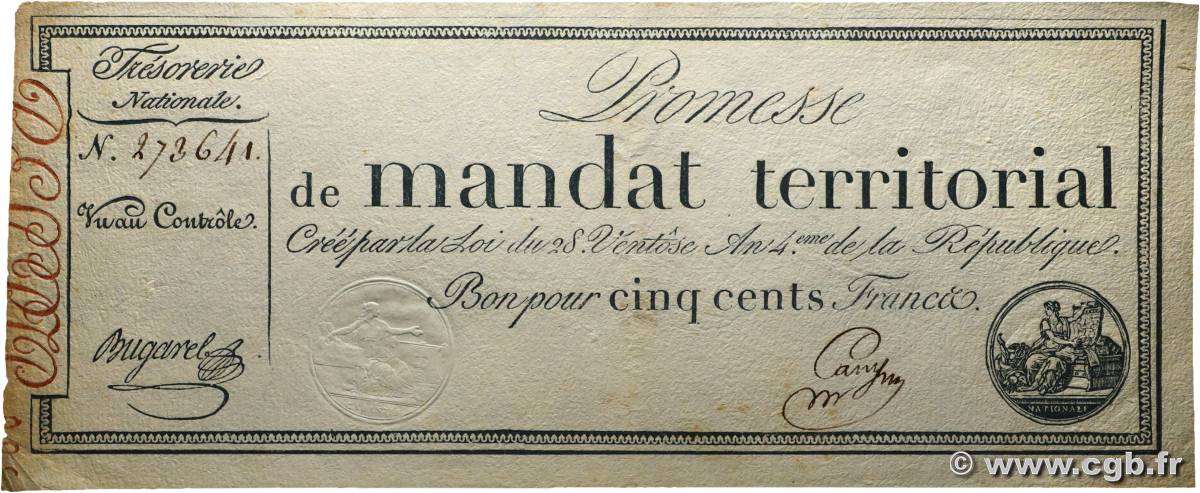 Trésorerie
Nationale.
N. 273641.
Vu au Contrôle.
Bugarel
Promesse
de mandat territorial
Créé par la Loi du 28. Ventôse An 4.eme de la République.
Bon pour cinq cents Francs.
NATIONALE
© www.cgb.fr